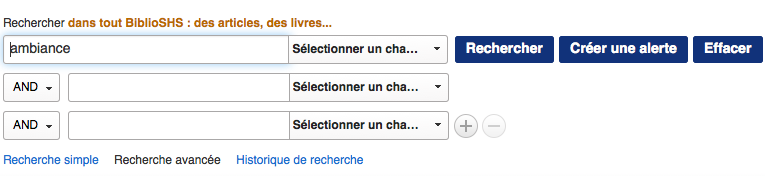 Rechercher dans tout BiblioSHS : des articles, des livres...
ambiance Sélectionner un cha... Rechercher Créer une alerte Effacer
AND Sélectionner un cha...
AND Sélectionner un cha...
Recherche simple Recherche avancée Historique de recherche